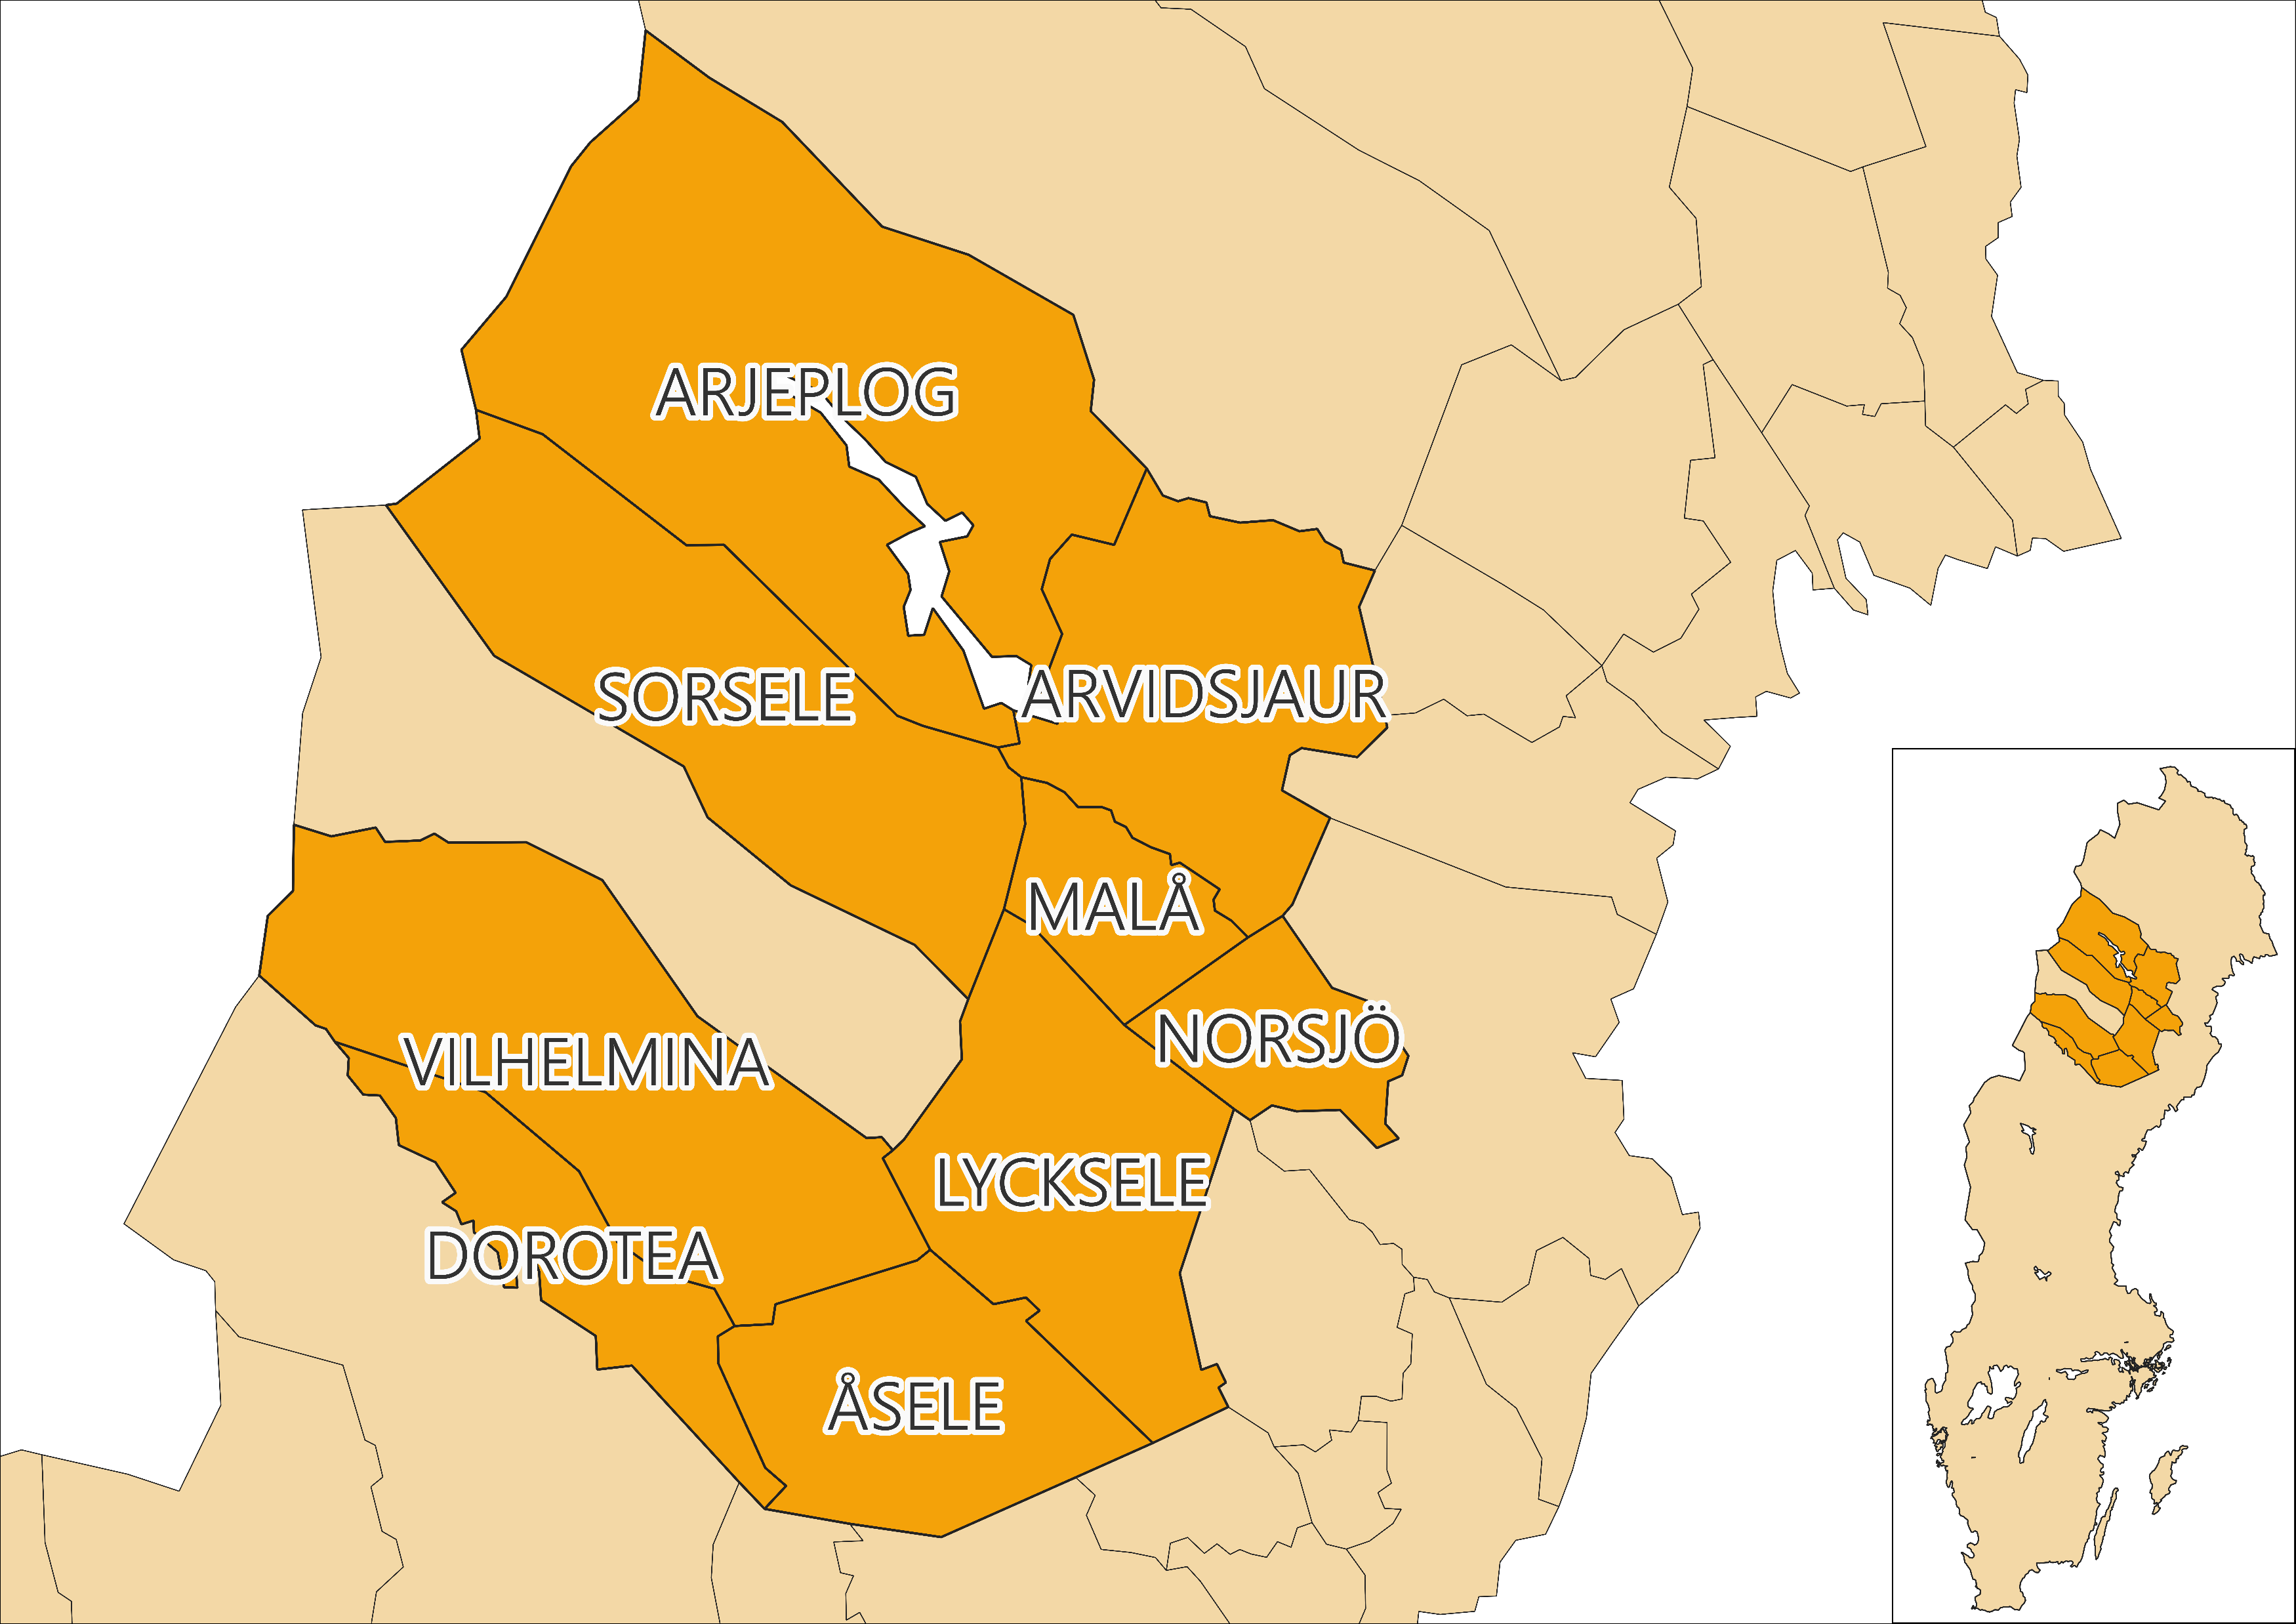 ARJEPLOG
SORSELE
ARVIDSJAUR
MALÅ
NORSJÖ
VILHELMINA
LYCKSELE
DOROTEA
ÅSELE